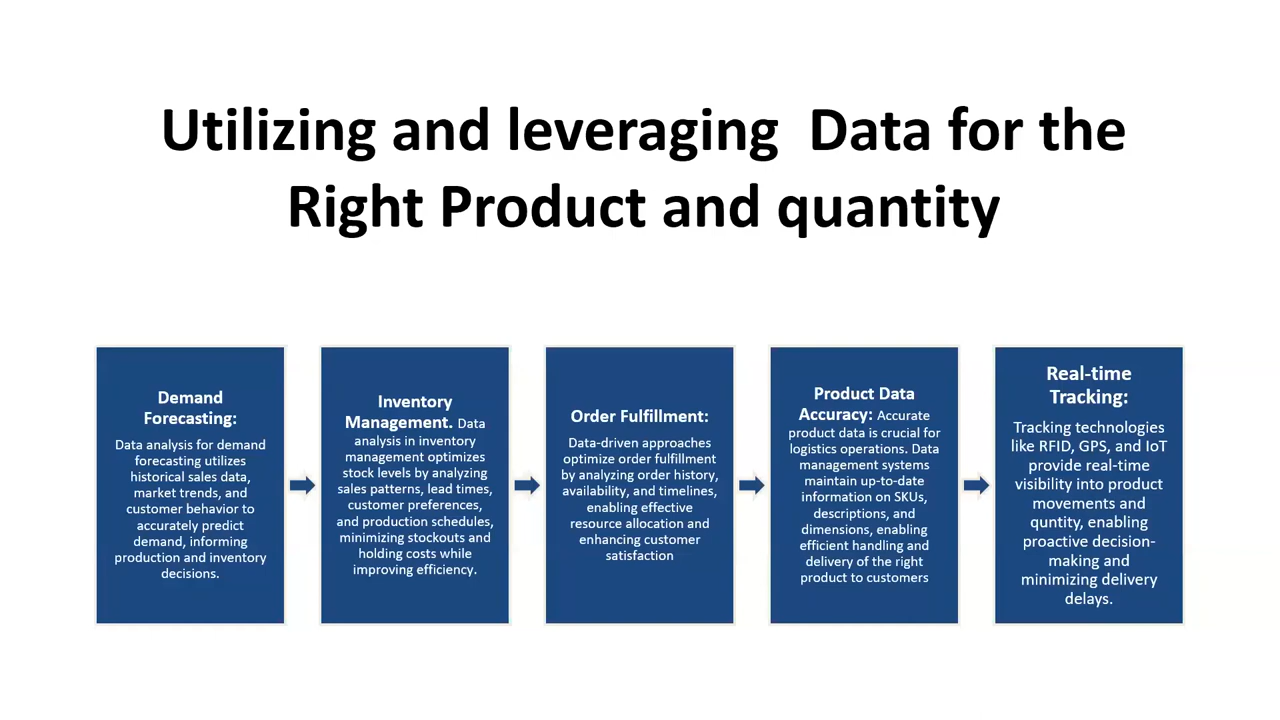 Utilizing and leveraging  Data for the
Right Product and quantity
Demand
Forecasting:
Data analysis for demand
forecasting utilizes
historical sales data,
market trends, and
customer behavior to
accurately predict
demand, informing
production and inventory
decisions.
Inventory
Management. Data
analysis in inventory
management optimizes
stock levels by analyzing
sales patterns, lead times,
customer preferences,
and production schedules,
minimizing stockouts and
holding costs while
improving efficiency.
Order Fulfillment:
Data-driven approaches
optimize order fulfillment
by analyzing order history,
availability, and timelines,
enabling effective
resource allocation and
enhancing customer
satisfaction
Product Data
Accuracy: Accurate
product data is crucial for
logistics operations. Data
management systems
maintain up-to-date
information on SKUs,
descriptions, and
dimensions, enabling
efficient handling and
delivery of the right
product to customers
Real-time
Tracking:
Tracking technologies
like RFID, GPS, and IoT
provide real-time
visibility into product
movements and
quntity, enabling
proactive decision-
making and
minimizing delivery
delays.